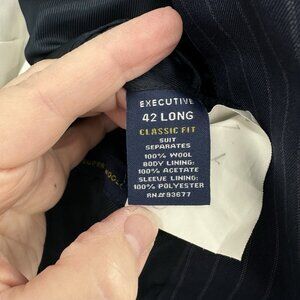 EXECUTIVE
42 LONG
CLASSIC FIT
SUIT
SEPARATES
100% WOOL
BODY LINING:
100% ACETATE
SLEEVE LINING:
100% POLYESTER
RN# 93677
SUPER